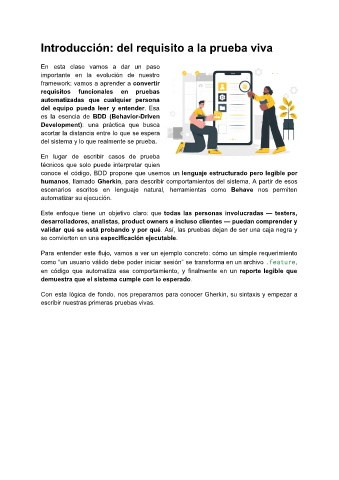 Introducción: del requisito a la prueba viva
En esta clase vamos a dar un paso
importante en la evolución de nuestro
framework: vamos a aprender a convertir
requisitos funcionales en pruebas
automatizadas que cualquier persona
del equipo pueda leer y entender. Esa
es la esencia de BDD (Behavior-Driven
Development): una práctica que busca
acortar la distancia entre lo que se espera
del sistema y lo que realmente se prueba.
En lugar de escribir casos de prueba
técnicos que solo puede interpretar quien
conoce el código, BDD propone que usemos un lenguaje estructurado pero legible por
humanos, llamado Gherkin, para describir comportamientos del sistema. A partir de esos
escenarios escritos en lenguaje natural, herramientas como Behave nos permiten
automatizar su ejecución.
Este enfoque tiene un objetivo claro: que todas las personas involucradas — testers,
desarrolladores, analistas, product owners e incluso clientes — puedan comprender y
validar qué se está probando y por qué. Así, las pruebas dejan de ser una caja negra y
se convierten en una especificación ejecutable.
Para entender este flujo, vamos a ver un ejemplo concreto: cómo un simple requerimiento
como “un usuario válido debe poder iniciar sesión” se transforma en un archivo .feature,
en código que automatiza ese comportamiento, y finalmente en un reporte legible que
demuestra que el sistema cumple con lo esperado.
Con esta lógica de fondo, nos preparamos para conocer Gherkin, su sintaxis y empezar a
escribir nuestras primeras pruebas vivas.